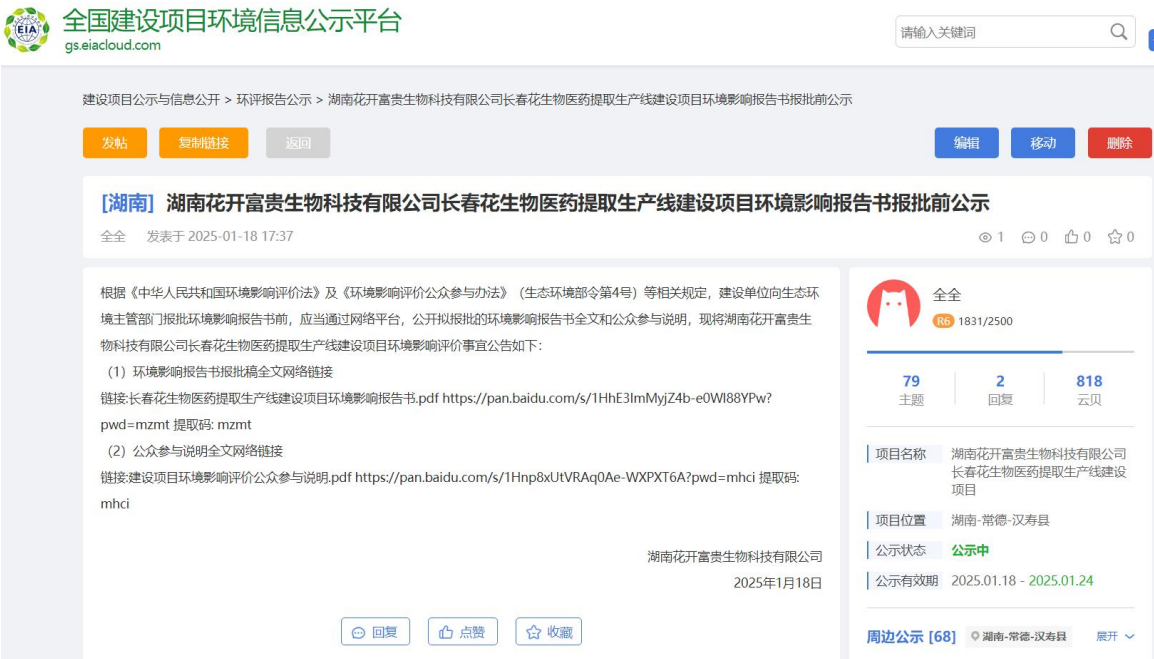 EIA
全国建设项目环境信息公示平台
gs.eiacloud.com
请输入关键词
建设项目公示与信息公开 > 环评报告公示 > 湖南花开富贵生物科技有限公司长春花生物医药提取生产线建设项目环境影响报告书报批前公示
发帖 复制链接 返回 编辑 移动 删除
[湖南] 湖南花开富贵生物科技有限公司长春花生物医药提取生产线建设项目环境影响报告书报批前公示
全全 发表于 2025-01-18 17:37 1 0 0 0
根据《中华人民共和国环境影响评价法》及《环境影响评价公众参与办法》（生态环境部令第4号）等相关规定，建设单位向生态环
境主管部门报批环境影响报告书前，应当通过网络平台，公开拟报批的环境影响报告书全文和公众参与说明，现将湖南花开富贵生
物科技有限公司长春花生物医药提取生产线建设项目环境影响评价事宜公告如下：
（1）环境影响报告书报批稿全文网络链接
链接:长春花生物医药提取生产线建设项目环境影响报告书.pdf https://pan.baidu.com/s/1HhE3ImMyjZ4b-e0WI88YPw?
pwd=mzmt 提取码: mzmt
（2）公众参与说明全文网络链接
链接:建设项目环境影响评价公众参与说明.pdf https://pan.baidu.com/s/1Hnp8xUtVRAq0Ae-WXPXT6A?pwd=mhci 提取码:
mhci
湖南花开富贵生物科技有限公司
2025年1月18日
回复 点赞 收藏
全全
R6 1831/2500
79 2 818
主题 回复 云贝
项目名称 湖南花开富贵生物科技有限公司
长春花生物医药提取生产线建设
项目
项目位置 湖南-常德-汉寿县
公示状态 公示中
公示有效期 2025.01.18 - 2025.01.24
周边公示 [68] 湖南-常德-汉寿县 展开